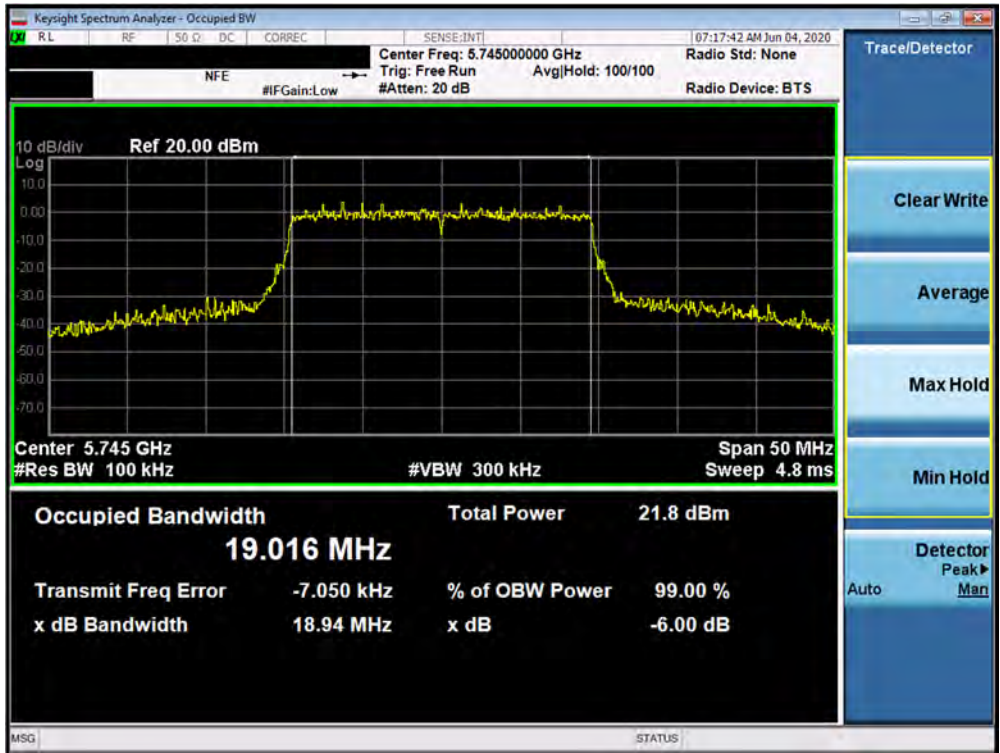 Keysight Spectrum Analyzer - Occupied BW
LXI RL RF 50 Ω DC CORREC SENSE:INT 07:17:42 AM Jun 04, 2020
Center Freq: 5.745000000 GHz Radio Std: None
NFE Trig: Free Run Avg|Hold: 100/100
#IFGain:Low #Atten: 20 dB Radio Device: BTS
10 dB/div Ref 20.00 dBm
Log
10.0
0.00
-10.0
-20.0
-30.0
-40.0
-50.0
-60.0
-70.0
Center 5.745 GHz Span 50 MHz
#Res BW 100 kHz #VBW 300 kHz Sweep 4.8 ms
Occupied Bandwidth Total Power 21.8 dBm
19.016 MHz
Transmit Freq Error -7.050 kHz % of OBW Power 99.00 %
x dB Bandwidth 18.94 MHz x dB -6.00 dB
MSG STATUS
Trace/Detector
Clear Write
Average
Max Hold
Min Hold
Detector
Peak▶
Auto Man